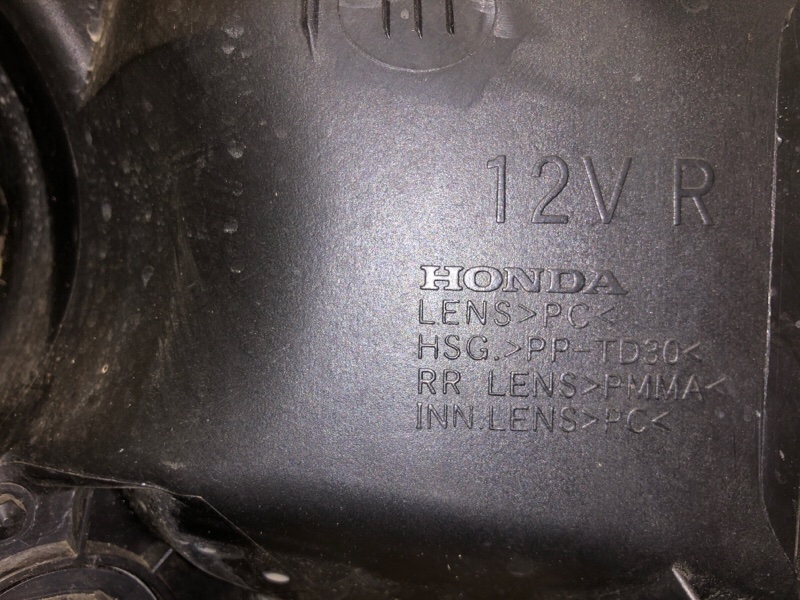 12V R
HONDA
LENS>PC<
HSG.>PP-TD30<
RR LENS>PMMA<
INN.LENS>PC<